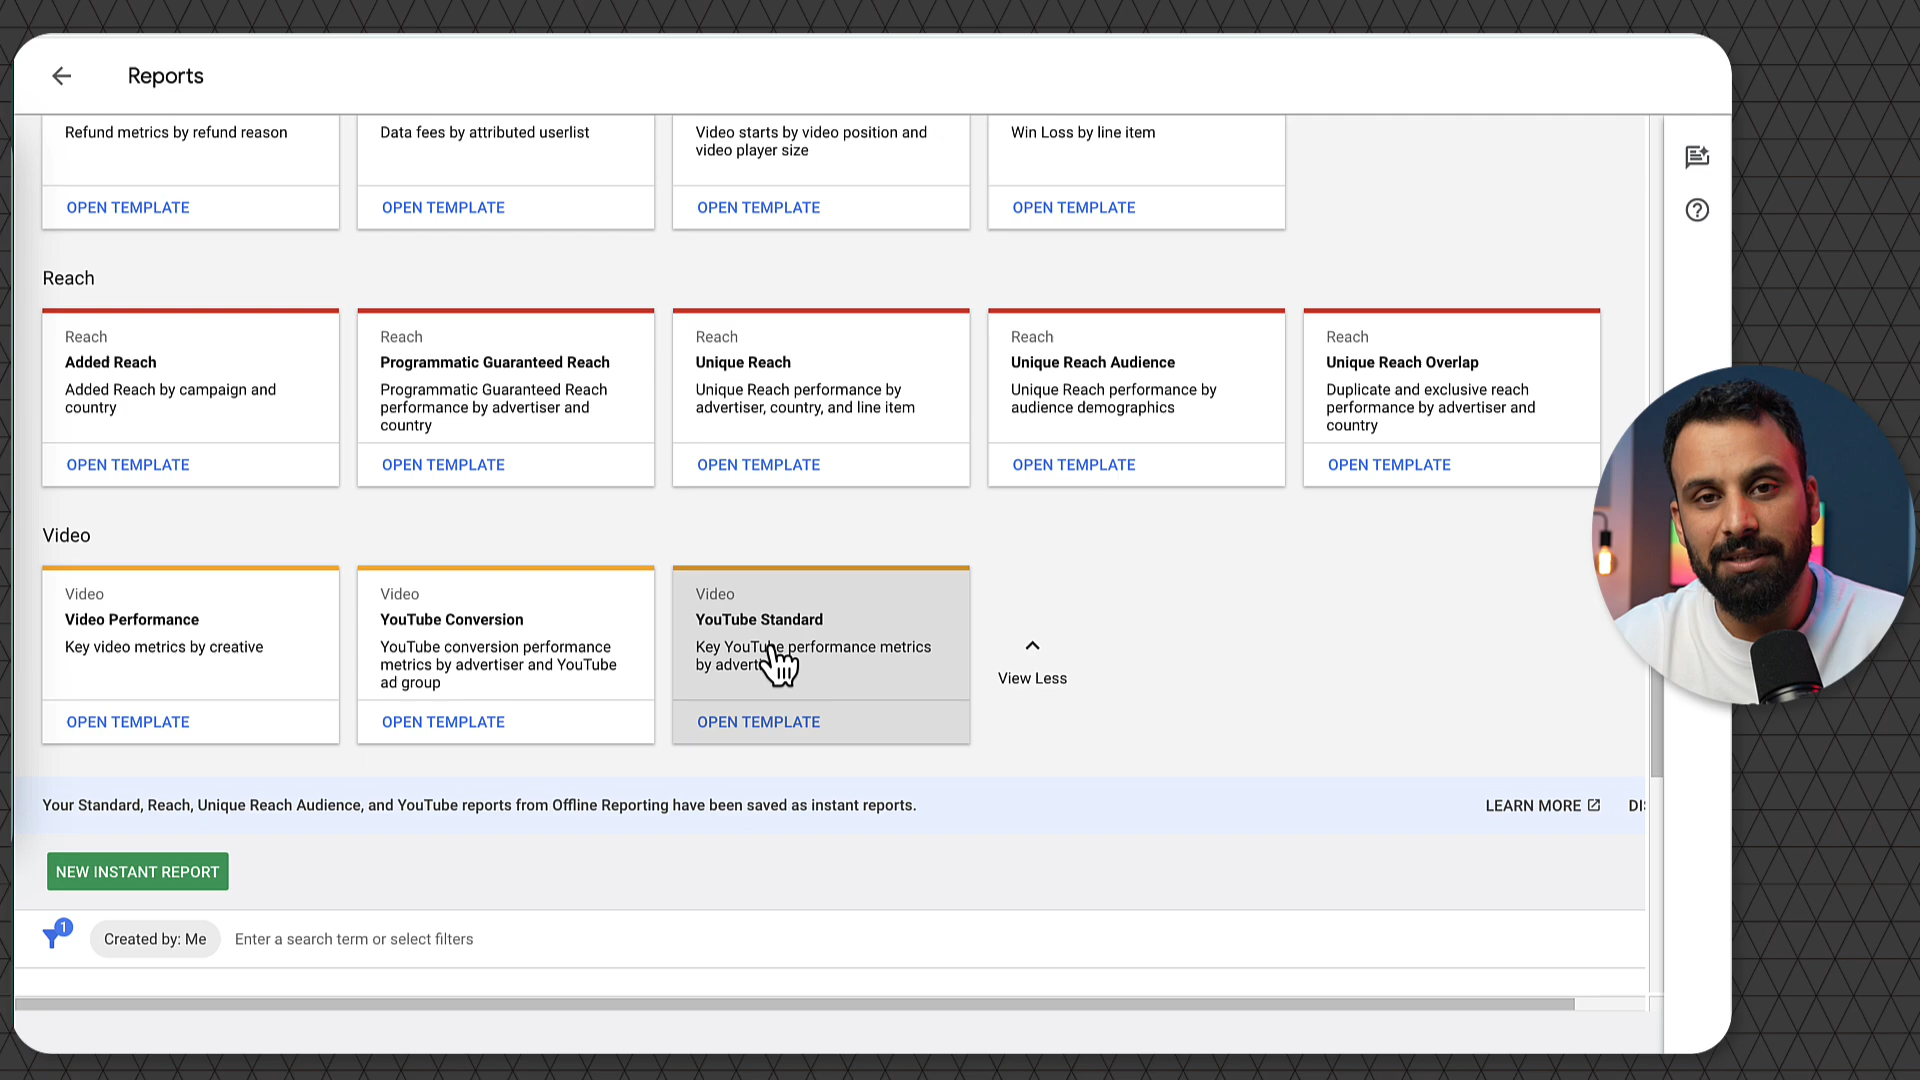 Reports
Refund metrics by refund reason
OPEN TEMPLATE
Data fees by attributed userlist
OPEN TEMPLATE
Video starts by video position and
video player size
OPEN TEMPLATE
Win Loss by line item
OPEN TEMPLATE
Reach
Reach
Added Reach
Added Reach by campaign and
country
OPEN TEMPLATE
Reach
Programmatic Guaranteed Reach
Programmatic Guaranteed Reach
performance by advertiser and
country
OPEN TEMPLATE
Reach
Unique Reach
Unique Reach performance by
advertiser, country, and line item
OPEN TEMPLATE
Reach
Unique Reach Audience
Unique Reach performance by
audience demographics
OPEN TEMPLATE
Reach
Unique Reach Overlap
Duplicate and exclusive reach
performance by advertiser and
country
OPEN TEMPLATE
Video
Video
Video Performance
Key video metrics by creative
OPEN TEMPLATE
Video
YouTube Conversion
YouTube conversion performance
metrics by advertiser and YouTube
ad group
OPEN TEMPLATE
Video
YouTube Standard
Key YouTube performance metrics
by
OPEN TEMPLATE
View Less
Your Standard, Reach, Unique Reach Audience, and YouTube reports from Offline Reporting have been saved as instant reports.
LEARN MORE
NEW INSTANT REPORT
1
Created by: Me
Enter a search term or select filters